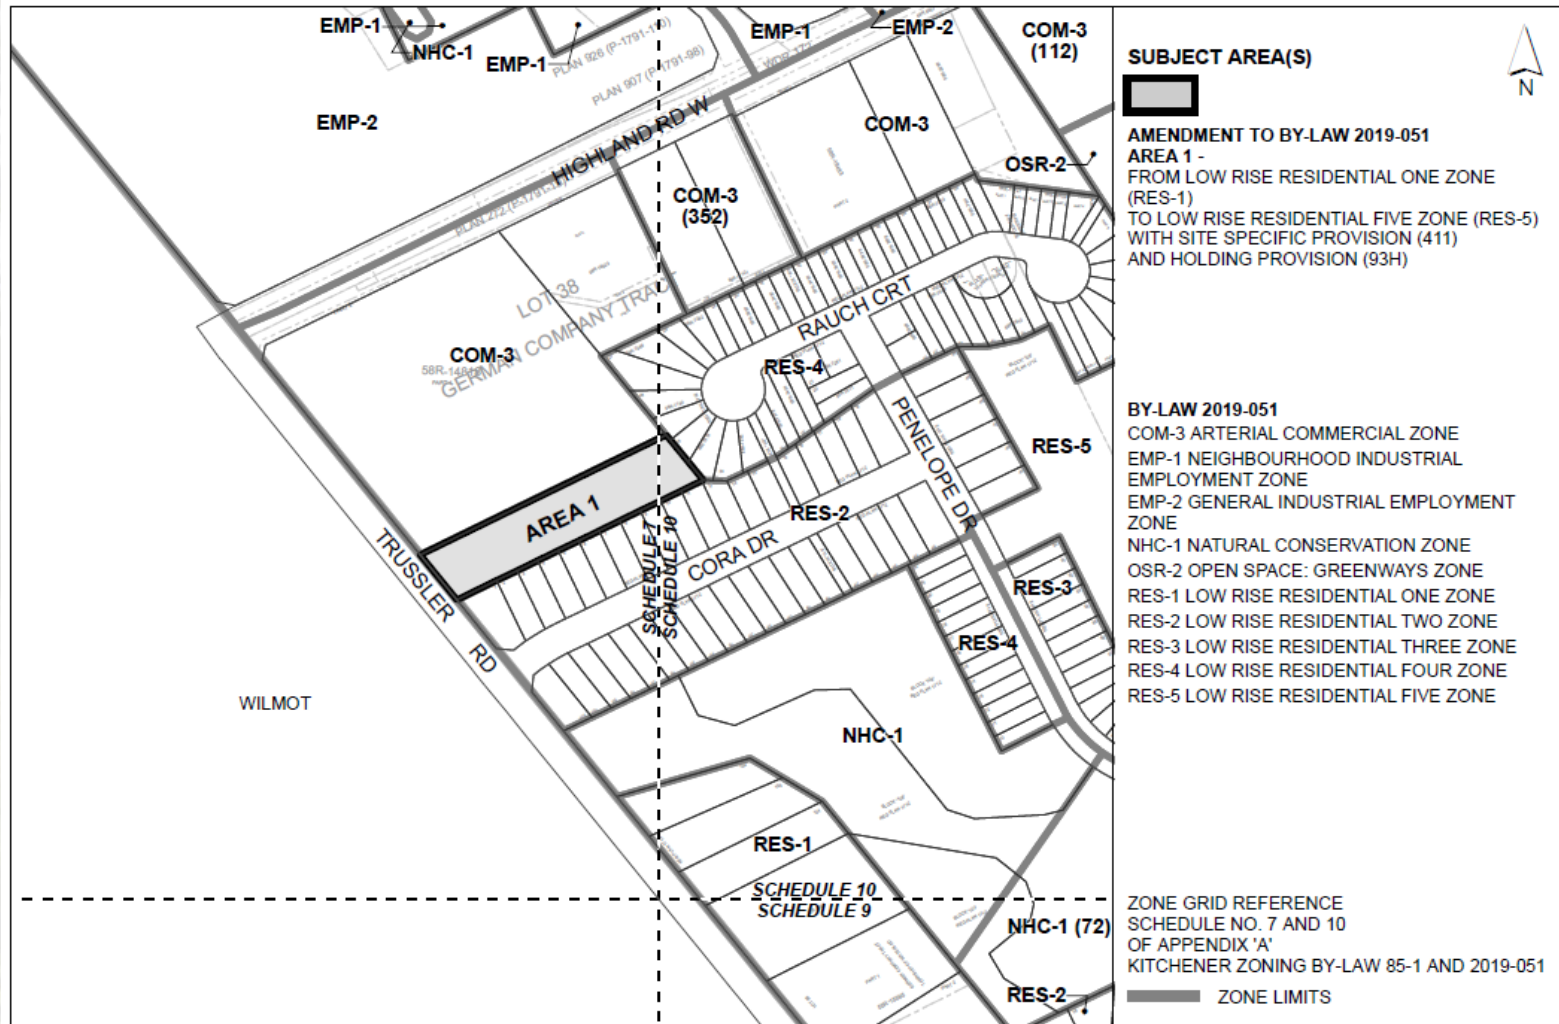 EMP-1
NHC-1
EMP-1
PLAN 926 (P-1791-110)
PLAN 907 (P-1791-98)
EMP-1
EMP-2
COM-3
(112)
EMP-2
HIGHLAND RD W
COM-3
OSR-2
COM-3
(352)
LOT 38
GERMAN COMPANY TRACT
COM-3
RAUCH CRT
RES-4
PENELOPE DR
RES-5
AREA 1
RES-2
CORA DR
SCHEDULE 7
SCHEDULE 10
TRUSSLER RD
RES-3
RES-4
WILMOT
NHC-1
RES-1
SCHEDULE 10
SCHEDULE 9
NHC-1 (72)
RES-2
SUBJECT AREA(S)
N
AMENDMENT TO BY-LAW 2019-051
AREA 1 -
FROM LOW RISE RESIDENTIAL ONE ZONE
(RES-1)
TO LOW RISE RESIDENTIAL FIVE ZONE (RES-5)
WITH SITE SPECIFIC PROVISION (411)
AND HOLDING PROVISION (93H)
BY-LAW 2019-051
COM-3 ARTERIAL COMMERCIAL ZONE
EMP-1 NEIGHBOURHOOD INDUSTRIAL
EMPLOYMENT ZONE
EMP-2 GENERAL INDUSTRIAL EMPLOYMENT
ZONE
NHC-1 NATURAL CONSERVATION ZONE
OSR-2 OPEN SPACE: GREENWAYS ZONE
RES-1 LOW RISE RESIDENTIAL ONE ZONE
RES-2 LOW RISE RESIDENTIAL TWO ZONE
RES-3 LOW RISE RESIDENTIAL THREE ZONE
RES-4 LOW RISE RESIDENTIAL FOUR ZONE
RES-5 LOW RISE RESIDENTIAL FIVE ZONE
ZONE GRID REFERENCE
SCHEDULE NO. 7 AND 10
OF APPENDIX 'A'
KITCHENER ZONING BY-LAW 85-1 AND 2019-051
ZONE LIMITS